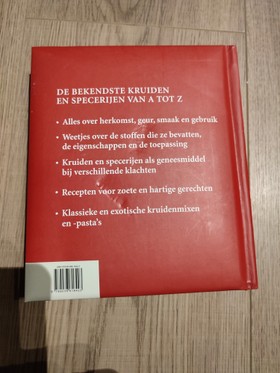 DE BEKENDSTE KRUIDEN
EN SPECERIJEN VAN A TOT Z
• Alles over herkomst, geur, smaak en gebruik
• Weetjes over de stoffen die ze bevatten,
de eigenschappen en de toepassing
• Kruiden en specerijen als geneesmiddel
bij verschillende klachten
• Recepten voor zoete en hartige gerechten
• Klassieke en exotische kruidenmixen
en -pasta's